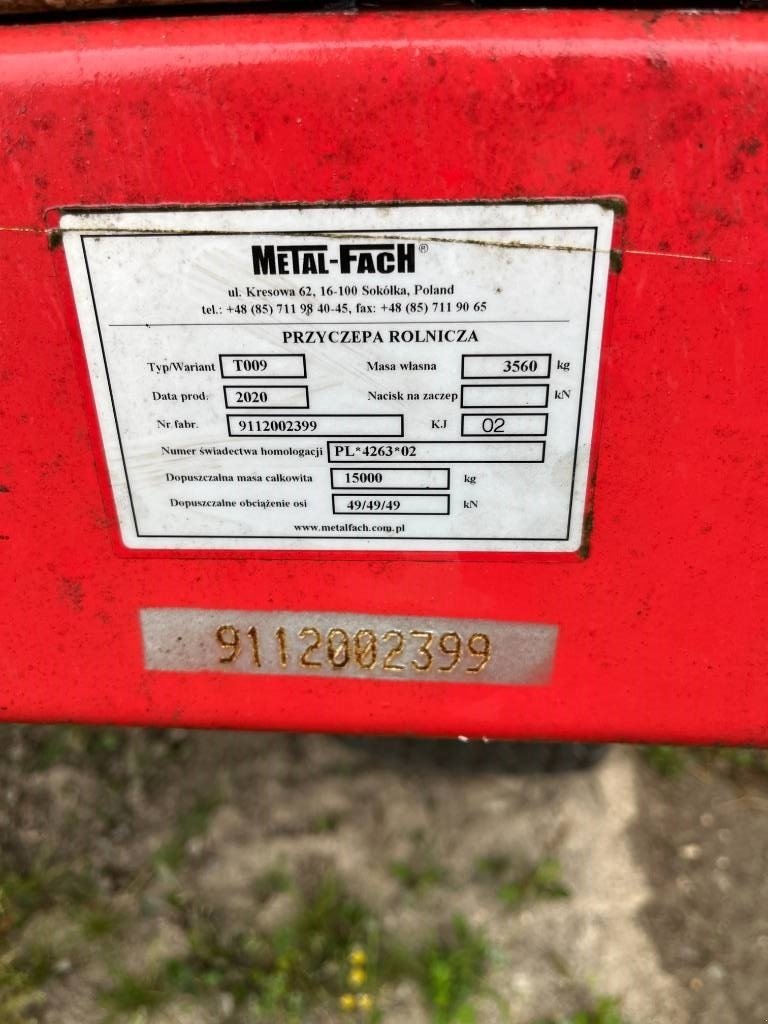 METAL-FACH®
ul. Kresowa 62, 16-100 Sokółka, Poland
tel.: +48 (85) 711 98 40-45, fax: +48 (85) 711 90 65
PRZYCZEPA ROLNICZA
Typ/Wariant T009 Masa własna 3560 kg
Data prod. 2020 Nacisk na zaczep kN
Nr fabr. 9112002399 KJ 02
Numer świadectwa homologacji PL*4263*02
Dopuszczalna masa całkowita 15000 kg
Dopuszczalne obciążenie osi 49/49/49 kN
www.metalfach.com.pl
9112002399